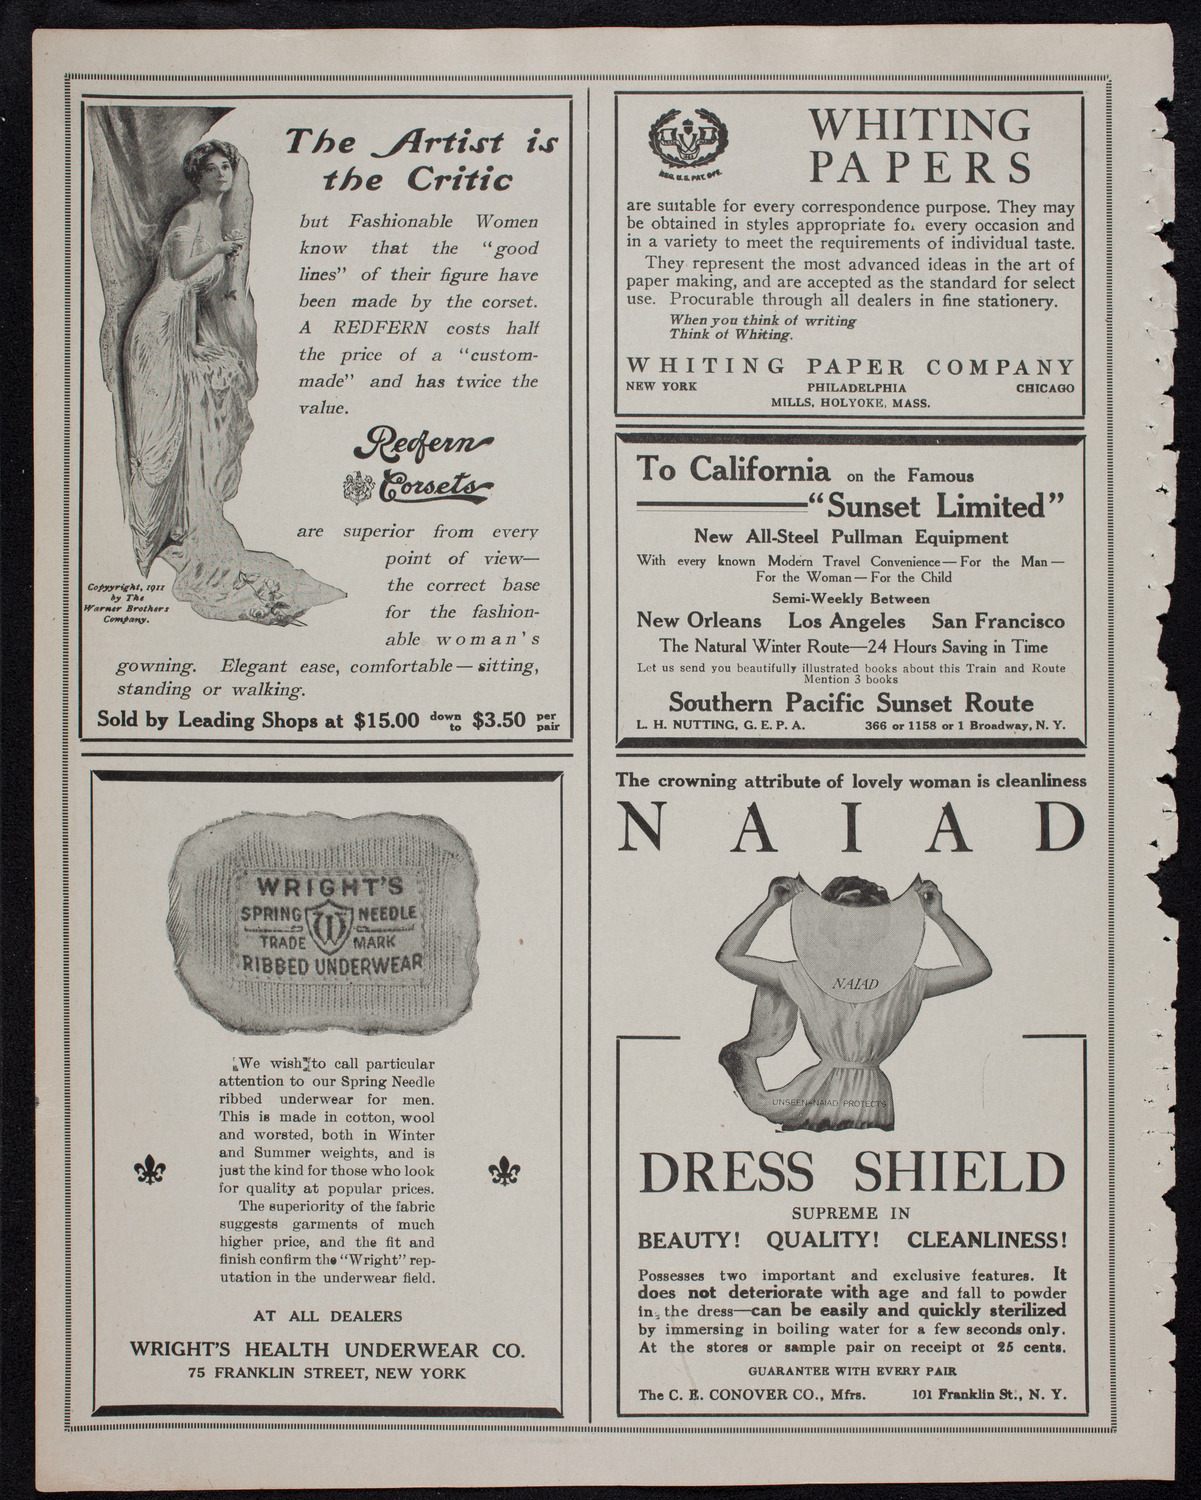 The Artist is
the Critic
but Fashionable Women
know that the "good
lines" of their figure have
been made by the corset.
A REDFERN costs half
the price of a "custom-
made" and has twice the
value.
Redfern
Corsets
are superior from every
point of view—
the correct base
for the fashion-
able woman's
gowning. Elegant ease, comfortable—sitting,
standing or walking.
Copyright, 1911
by The
Warner Brothers
Company.
Sold by Leading Shops at $15.00 down to $3.50 per pair
WRIGHT'S
SPRING NEEDLE
TRADE MARK
RIBBED UNDERWEAR
We wish to call particular
attention to our Spring Needle
ribbed underwear for men.
This is made in cotton, wool
and worsted, both in Winter
and Summer weights, and is
just the kind for those who look
for quality at popular prices.
The superiority of the fabric
suggests garments of much
higher price, and the fit and
finish confirm the "Wright" rep-
utation in the underwear field.
AT ALL DEALERS
WRIGHT'S HEALTH UNDERWEAR CO.
75 FRANKLIN STREET, NEW YORK
REG. U.S. PAT. OFF.
WHITING
PAPERS
are suitable for every correspondence purpose. They may
be obtained in styles appropriate for every occasion and
in a variety to meet the requirements of individual taste.
They represent the most advanced ideas in the art of
paper making, and are accepted as the standard for select
use. Procurable through all dealers in fine stationery.
When you think of writing
Think of Whiting.
WHITING PAPER COMPANY
NEW YORK PHILADELPHIA CHICAGO
MILLS, HOLYOKE, MASS.
To California on the Famous
"Sunset Limited"
New All-Steel Pullman Equipment
With every known Modern Travel Convenience—For the Man—
For the Woman—For the Child
Semi-Weekly Between
New Orleans Los Angeles San Francisco
The Natural Winter Route—24 Hours Saving in Time
Let us send you beautifully illustrated books about this Train and Route
Mention 3 books
Southern Pacific Sunset Route
L. H. NUTTING, G. E. P. A. 366 or 1158 or 1 Broadway, N. Y.
The crowning attribute of lovely woman is cleanliness
NAIAD
NAIAD
UNSEEN-NAIAD PROTECTS
DRESS SHIELD
SUPREME IN
BEAUTY! QUALITY! CLEANLINESS!
Possesses two important and exclusive features. It
does not deteriorate with age and fall to powder
in the dress—can be easily and quickly sterilized
by immersing in boiling water for a few seconds only.
At the stores or sample pair on receipt of 25 cents.
GUARANTEE WITH EVERY PAIR
The C. E. CONOVER CO., Mfrs. 101 Franklin St., N. Y.